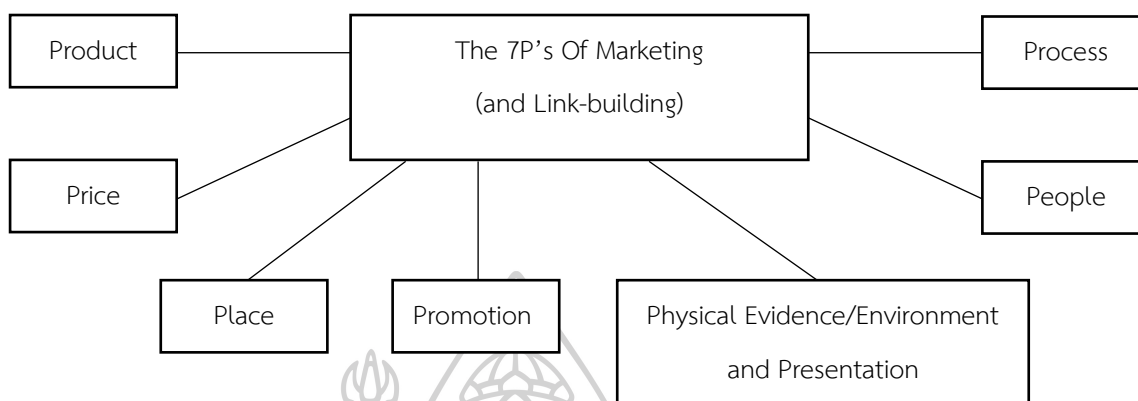 Product
The 7P’s Of Marketing
(and Link-building)
Process
Price
People
Place
Promotion
Physical Evidence/Environment
and Presentation